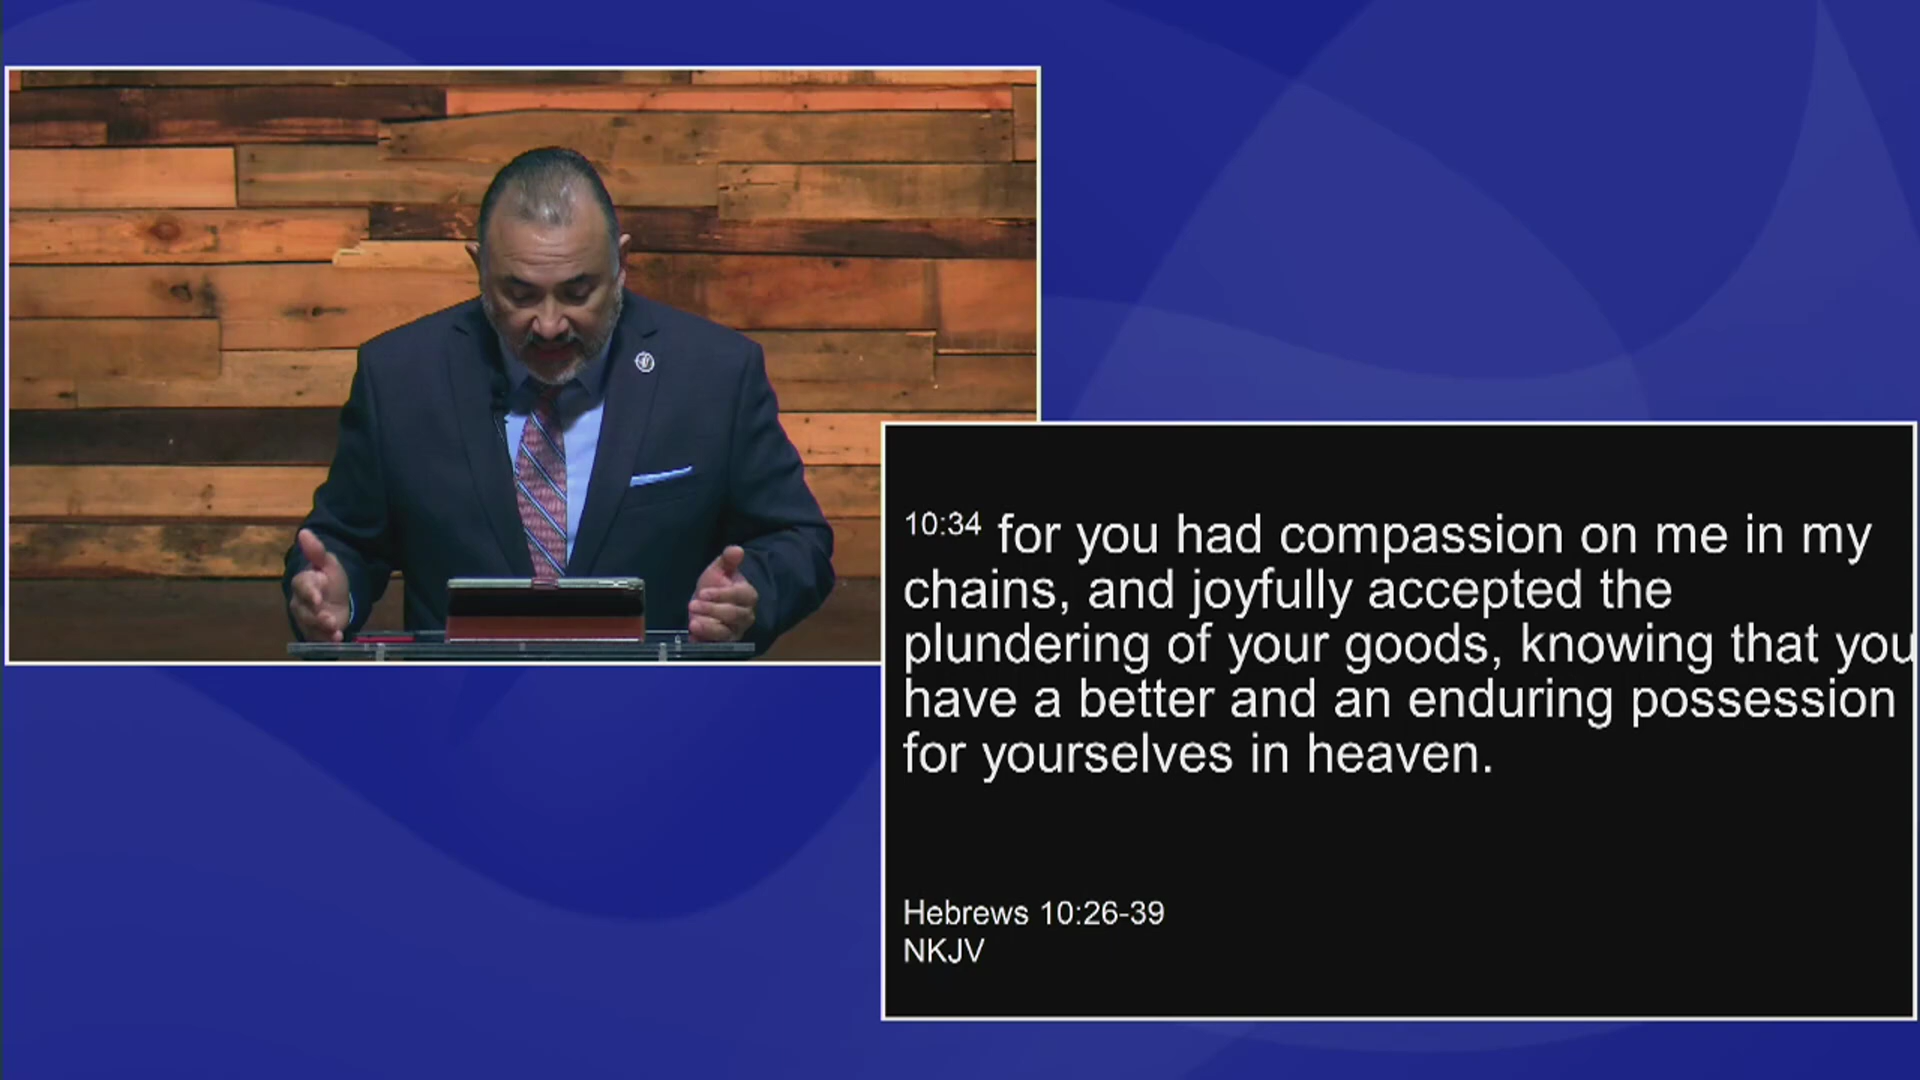 10:34 for you had compassion on me in my
chains, and joyfully accepted the
plundering of your goods, knowing that you
have a better and an enduring possession
for yourselves in heaven.
Hebrews 10:26-39
NKJV